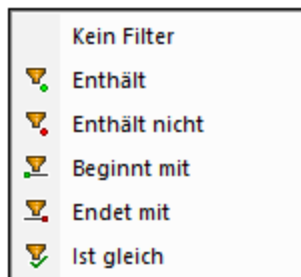 Kein Filter
Enthält
Enthält nicht
Beginnt mit
Endet mit
Ist gleich